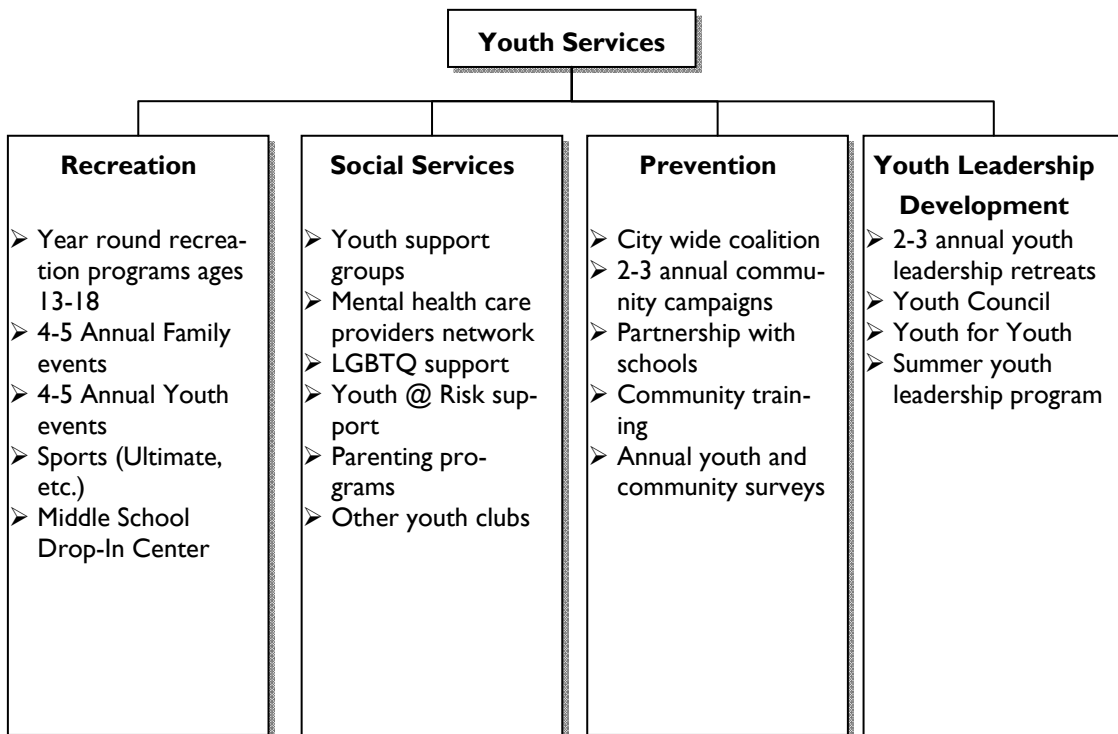 Youth Services
Recreation
➢ Year round recrea-
tion programs ages
13-18
➢ 4-5 Annual Family
events
➢ 4-5 Annual Youth
events
➢ Sports (Ultimate,
etc.)
➢ Middle School
Drop-In Center
Social Services
➢ Youth support
groups
➢ Mental health care
providers network
➢ LGBTQ support
➢ Youth @ Risk sup-
port
➢ Parenting pro-
grams
➢ Other youth clubs
Prevention
➢ City wide coalition
➢ 2-3 annual commu-
nity campaigns
➢ Partnership with
schools
➢ Community train-
ing
➢ Annual youth and
community surveys
Youth Leadership
Development
➢ 2-3 annual youth
leadership retreats
➢ Youth Council
➢ Youth for Youth
➢ Summer youth
leadership program